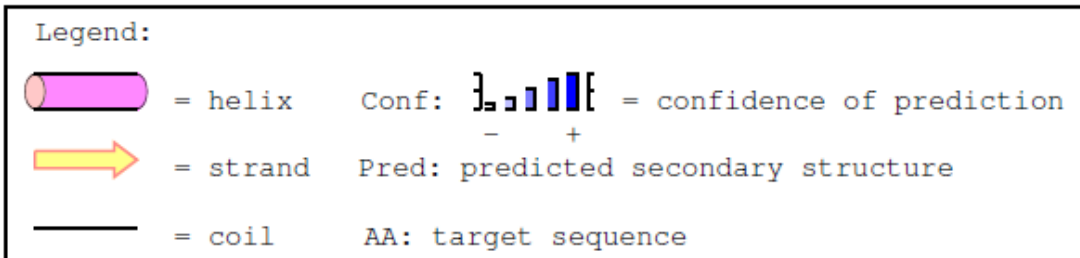 Legend:
= helix Conf: = confidence of prediction
- +
= strand Pred: predicted secondary structure
= coil AA: target sequence